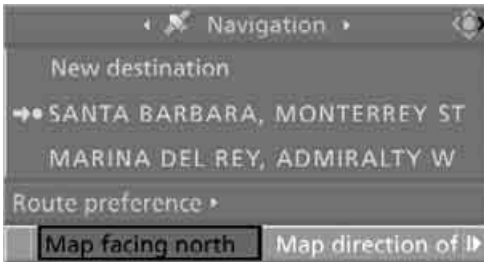 Navigation
New destination
SANTA BARBARA, MONTERREY ST
MARINA DEL REY, ADMIRALTY W
Route preference
Map facing north Map direction of